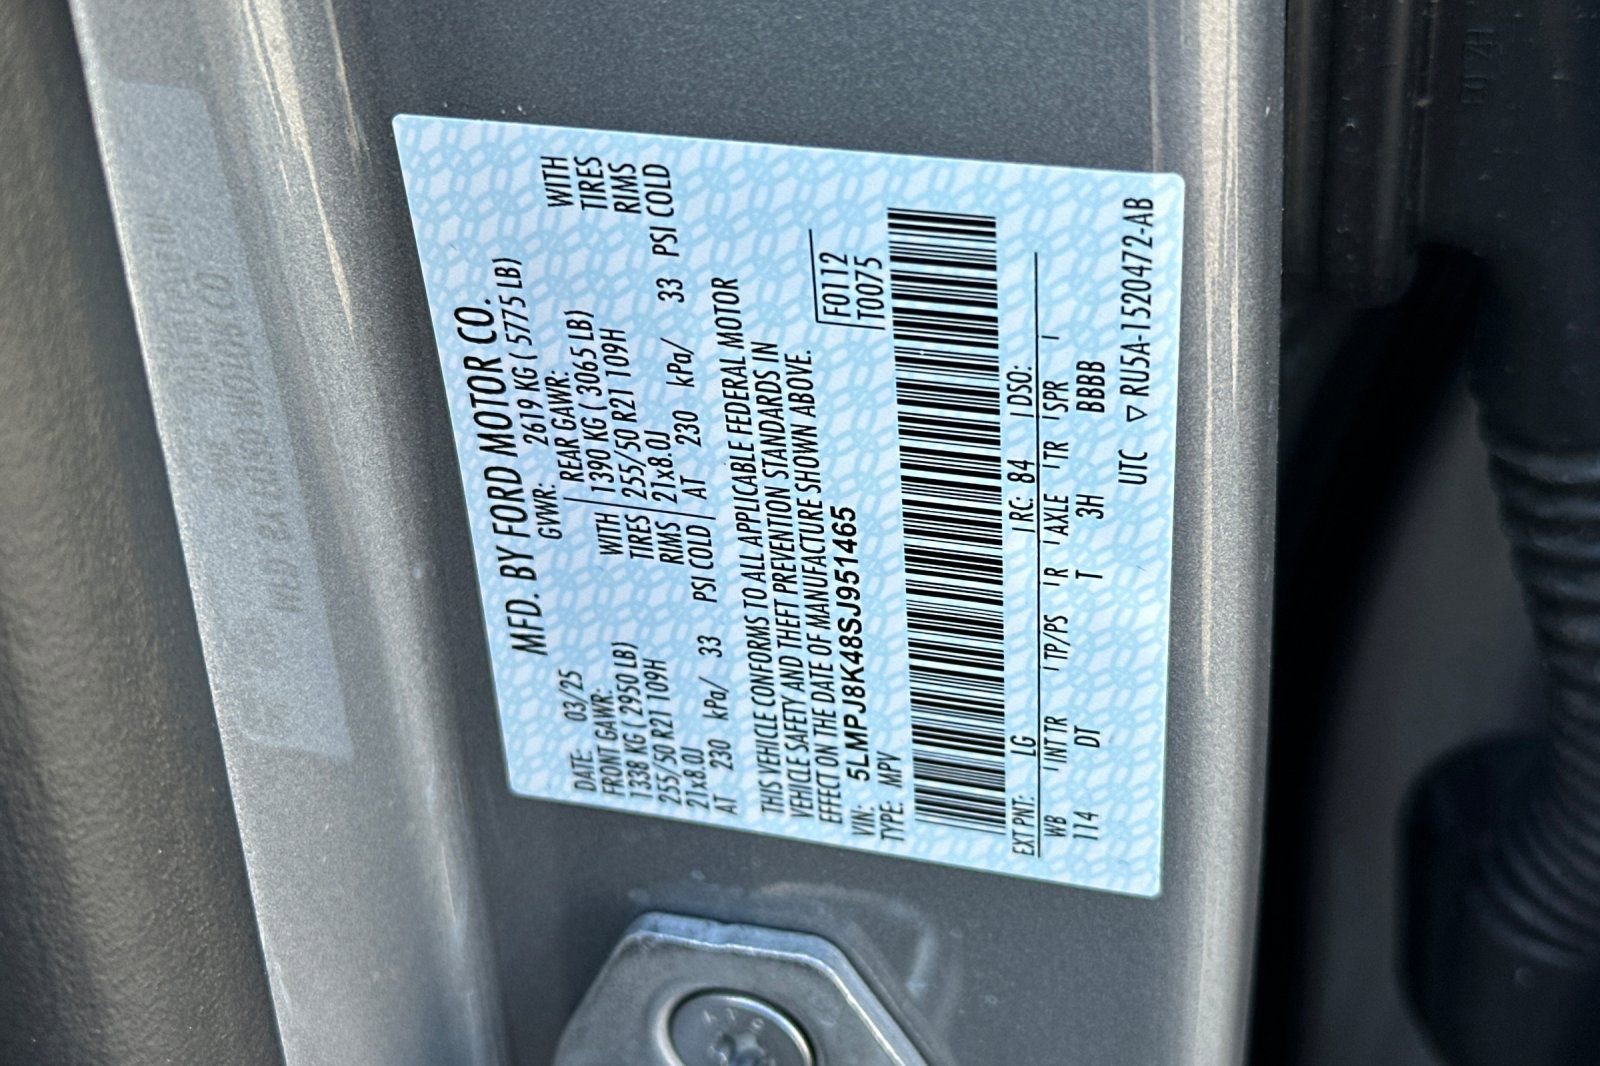 MFD. BY FORD MOTOR CO.
DATE: 03/25 GVWR: 2619 KG ( 5775 LB)
FRONT GAWR: REAR GAWR:
1338 KG ( 2950 LB) WITH 1390 KG ( 3065 LB) WITH
255/50 R21 109H TIRES 255/50 R21 109H TIRES
21x8.0J RIMS 21x8.0J RIMS
AT 230 kPa/ 33 PSI COLD AT 230 kPa/ 33 PSI COLD
THIS VEHICLE CONFORMS TO ALL APPLICABLE FEDERAL MOTOR
VEHICLE SAFETY AND THEFT PREVENTION STANDARDS IN
EFFECT ON THE DATE OF MANUFACTURE SHOWN ABOVE.
F0112
VIN: 5LMPJ8K48SJ951465
T0075
TYPE: MPV
EXT PNT: LG RC: 84 DSO:
WB INT TR TP/PS R AXLE TR SPR
114 DT T 3H BBBB
UTC ▽ RU5A-1520472-AB